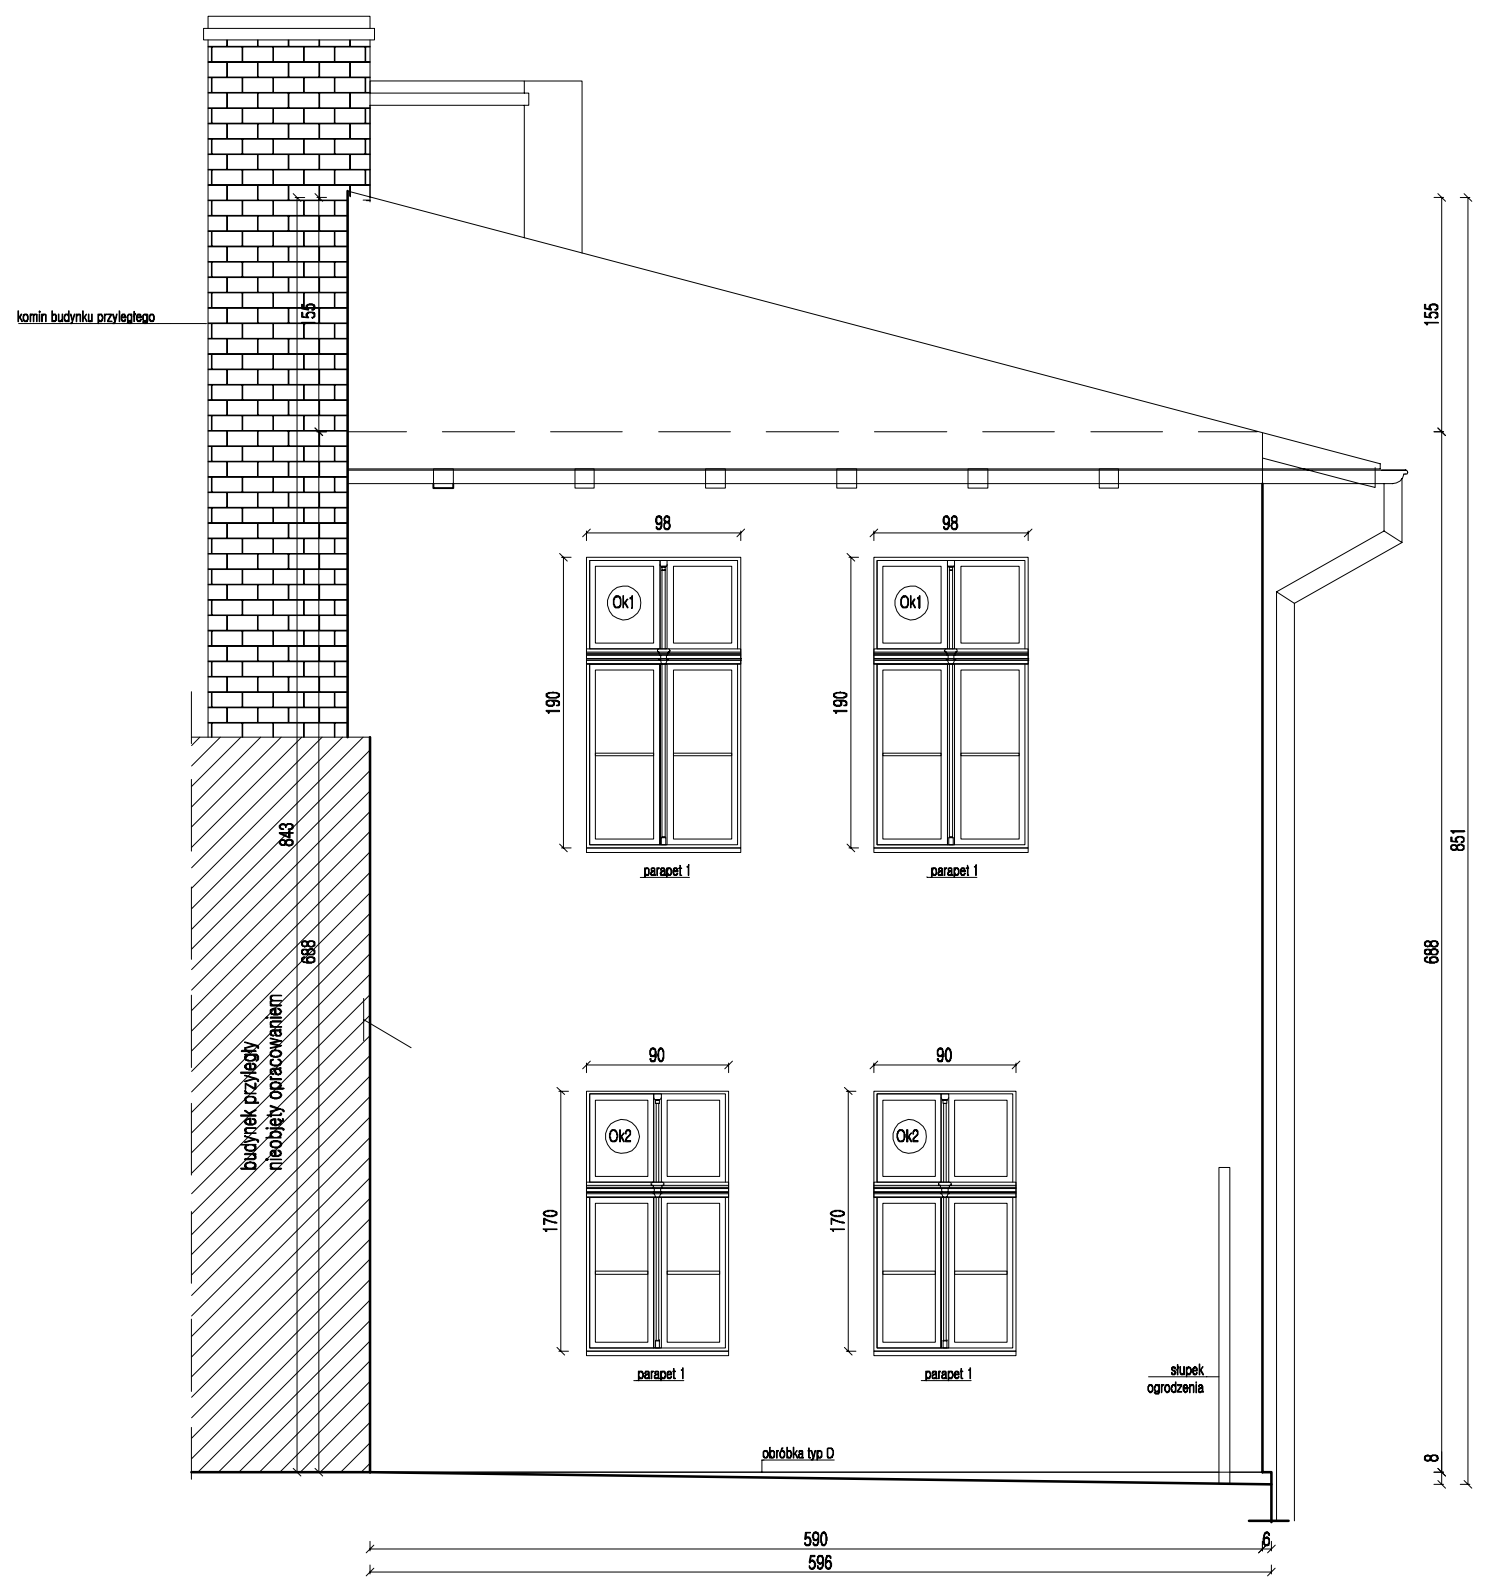 komin budynku przyległego
155
155
98
98
Ok1
Ok1
190
190
parapet 1
parapet 1
843
851
688
688
budynek przyległy
nieobjęty opracowaniem
90
90
Ok2
Ok2
170
170
parapet 1
parapet 1
słupek
ogrodzenia
obróbka typ D
8
590
6
596